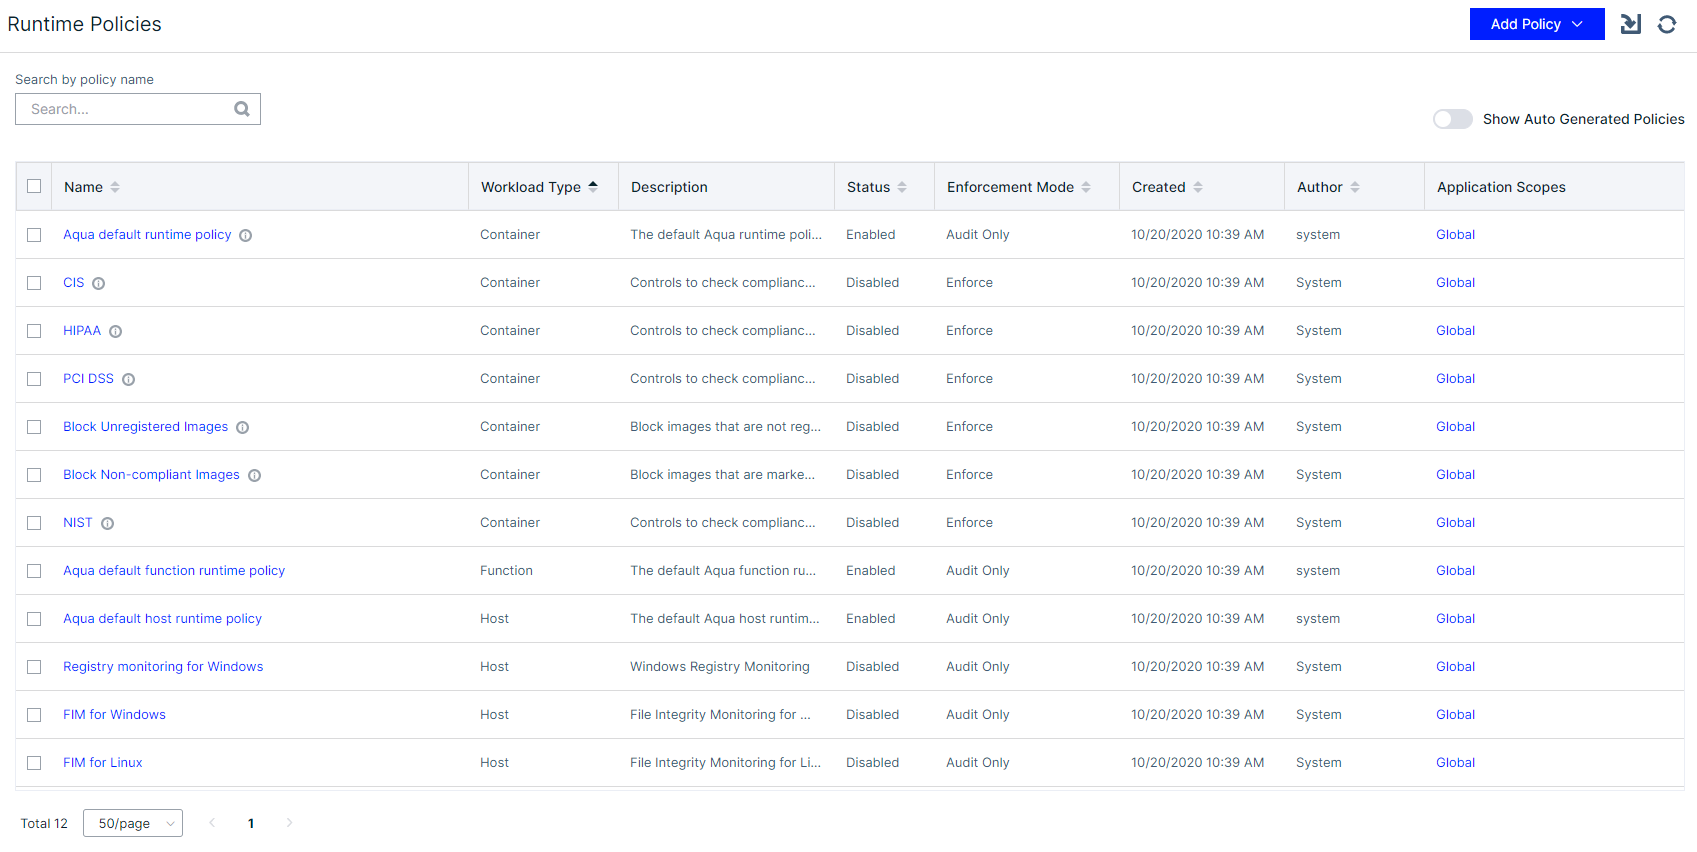 Runtime Policies
Add Policy
Search by policy name
Search...
Show Auto Generated Policies
Name Workload Type Description Status Enforcement Mode Created Author Application Scopes
Aqua default runtime policy Container The default Aqua runtime poli... Enabled Audit Only 10/20/2020 10:39 AM system Global
CIS Container Controls to check complianc... Disabled Enforce 10/20/2020 10:39 AM System Global
HIPAA Container Controls to check complianc... Disabled Enforce 10/20/2020 10:39 AM System Global
PCI DSS Container Controls to check complianc... Disabled Enforce 10/20/2020 10:39 AM System Global
Block Unregistered Images Container Block images that are not reg... Disabled Enforce 10/20/2020 10:39 AM System Global
Block Non-compliant Images Container Block images that are marke... Disabled Enforce 10/20/2020 10:39 AM System Global
NIST Container Controls to check complianc... Disabled Enforce 10/20/2020 10:39 AM System Global
Aqua default function runtime policy Function The default Aqua function ru... Enabled Audit Only 10/20/2020 10:39 AM system Global
Aqua default host runtime policy Host The default Aqua host runtim... Enabled Audit Only 10/20/2020 10:39 AM system Global
Registry monitoring for Windows Host Windows Registry Monitoring Disabled Audit Only 10/20/2020 10:39 AM System Global
FIM for Windows Host File Integrity Monitoring for ... Disabled Audit Only 10/20/2020 10:39 AM System Global
FIM for Linux Host File Integrity Monitoring for Li... Disabled Audit Only 10/20/2020 10:39 AM System Global
Total 12 50/page 1